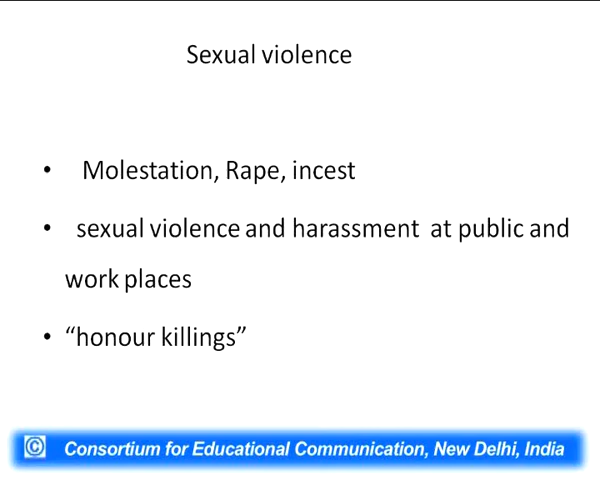 Sexual violence
• Molestation, Rape, incest
• sexual violence and harassment at public and
work places
• “honour killings”
© Consortium for Educational Communication, New Delhi, India